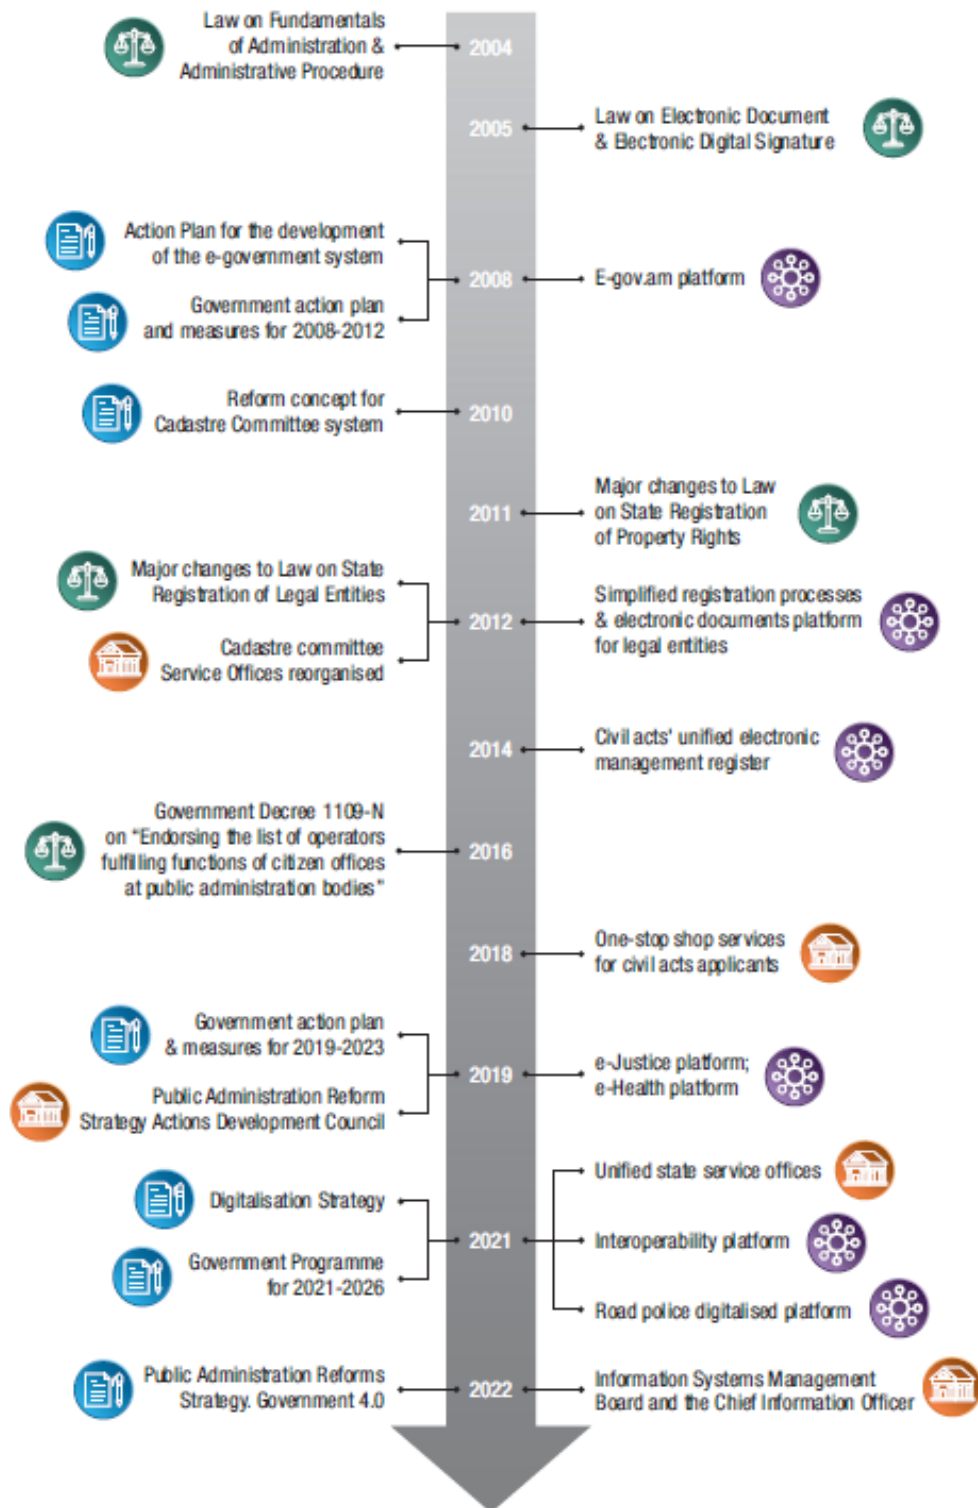 Law on Fundamentals
of Administration &
Administrative Procedure
2004
2005
Law on Electronic Document
& Electronic Digital Signature
Action Plan for the development
of the e-government system
Government action plan
and measures for 2008-2012
2008
E-gov.am platform
Reform concept for
Cadastre Committee system
2010
2011
Major changes to Law
on State Registration
of Property Rights
Major changes to Law on State
Registration of Legal Entities
Cadastre committee
Service Offices reorganised
2012
Simplified registration processes
& electronic documents platform
for legal entities
2014
Civil acts' unified electronic
management register
Government Decree 1109-N
on "Endorsing the list of operators
fulfilling functions of citizen offices
at public administration bodies"
2016
2018
One-stop shop services
for civil acts applicants
Government action plan
& measures for 2019-2023
Public Administration Reform
Strategy Actions Development Council
2019
e-Justice platform;
e-Health platform
Digitalisation Strategy
Government Programme
for 2021-2026
2021
Unified state service offices
Interoperability platform
Road police digitalised platform
Public Administration Reforms
Strategy. Government 4.0
2022
Information Systems Management
Board and the Chief Information Officer